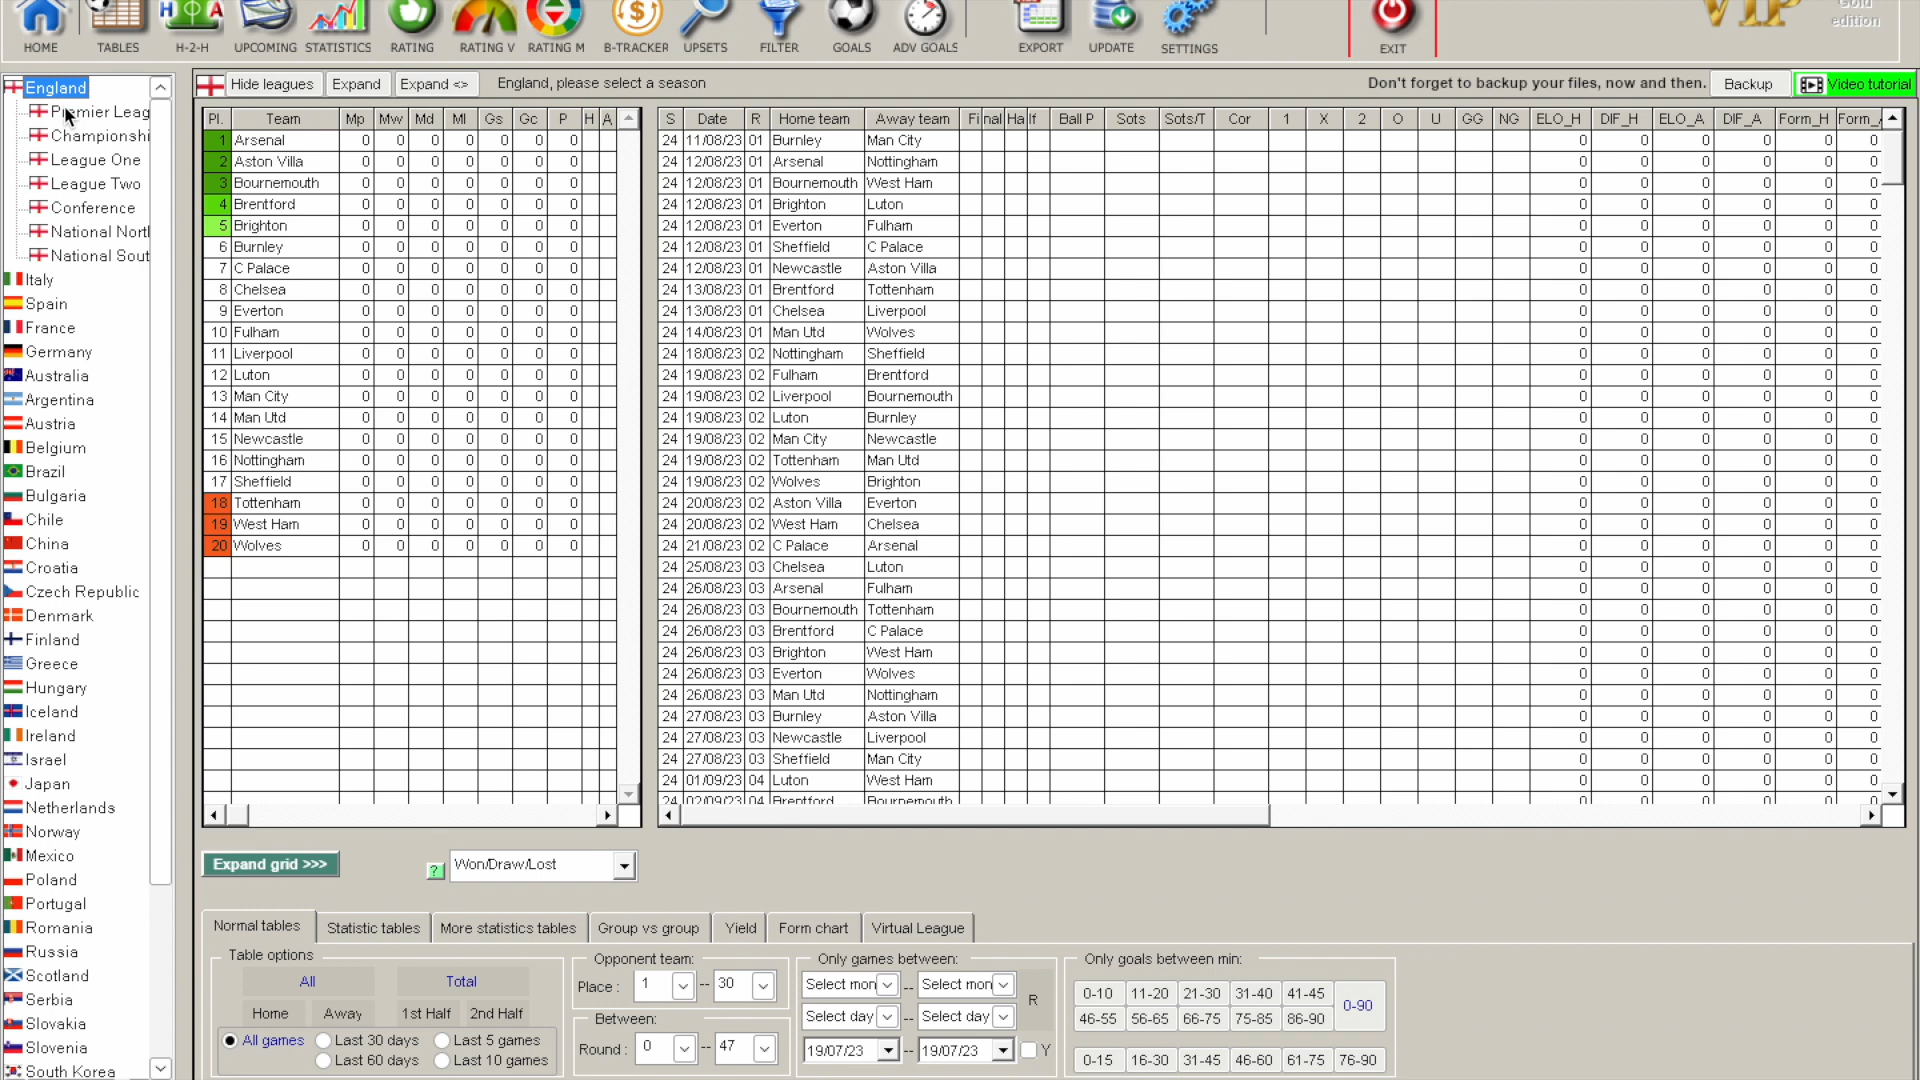 VIP Gold
edition
HOME TABLES H-2-H UPCOMING STATISTICS RATING RATING V RATING M B-TRACKER UPSETS FILTER GOALS ADV GOALS EXPORT UPDATE SETTINGS EXIT
Hide leagues Expand Expand <> England, please select a season Don't forget to backup your files, now and then. Backup Video tutorial
England
Premier Leag
Championshi
League One
League Two
Conference
National Nort
National Sout
Italy
Spain
France
Germany
Australia
Argentina
Austria
Belgium
Brazil
Bulgaria
Chile
China
Croatia
Czech Republic
Denmark
Finland
Greece
Hungary
Iceland
Ireland
Israel
Japan
Netherlands
Norway
Mexico
Poland
Portugal
Romania
Russia
Scotland
Serbia
Slovakia
Slovenia
South Korea
Pl. Team Mp Mw Md Ml Gs Gc P H A
1 Arsenal 0 0 0 0 0 0 0
2 Aston Villa 0 0 0 0 0 0 0
3 Bournemouth 0 0 0 0 0 0 0
4 Brentford 0 0 0 0 0 0 0
5 Brighton 0 0 0 0 0 0 0
6 Burnley 0 0 0 0 0 0 0
7 C Palace 0 0 0 0 0 0 0
8 Chelsea 0 0 0 0 0 0 0
9 Everton 0 0 0 0 0 0 0
10 Fulham 0 0 0 0 0 0 0
11 Liverpool 0 0 0 0 0 0 0
12 Luton 0 0 0 0 0 0 0
13 Man City 0 0 0 0 0 0 0
14 Man Utd 0 0 0 0 0 0 0
15 Newcastle 0 0 0 0 0 0 0
16 Nottingham 0 0 0 0 0 0 0
17 Sheffield 0 0 0 0 0 0 0
18 Tottenham 0 0 0 0 0 0 0
19 West Ham 0 0 0 0 0 0 0
20 Wolves 0 0 0 0 0 0 0
S Date R Home team Away team Fi nal Ha lf Ball P Sots Sots/T Cor 1 X 2 O U GG NG ELO_H DIF_H ELO_A DIF_A Form_H Form_A
24 11/08/23 01 Burnley Man City 0 0 0 0 0 0
24 12/08/23 01 Arsenal Nottingham 0 0 0 0 0 0
24 12/08/23 01 Bournemouth West Ham 0 0 0 0 0 0
24 12/08/23 01 Brighton Luton 0 0 0 0 0 0
24 12/08/23 01 Everton Fulham 0 0 0 0 0 0
24 12/08/23 01 Sheffield C Palace 0 0 0 0 0 0
24 12/08/23 01 Newcastle Aston Villa 0 0 0 0 0 0
24 13/08/23 01 Brentford Tottenham 0 0 0 0 0 0
24 13/08/23 01 Chelsea Liverpool 0 0 0 0 0 0
24 14/08/23 01 Man Utd Wolves 0 0 0 0 0 0
24 18/08/23 02 Nottingham Sheffield 0 0 0 0 0 0
24 19/08/23 02 Fulham Brentford 0 0 0 0 0 0
24 19/08/23 02 Liverpool Bournemouth 0 0 0 0 0 0
24 19/08/23 02 Luton Burnley 0 0 0 0 0 0
24 19/08/23 02 Man City Newcastle 0 0 0 0 0 0
24 19/08/23 02 Tottenham Man Utd 0 0 0 0 0 0
24 19/08/23 02 Wolves Brighton 0 0 0 0 0 0
24 20/08/23 02 Aston Villa Everton 0 0 0 0 0 0
24 20/08/23 02 West Ham Chelsea 0 0 0 0 0 0
24 21/08/23 02 C Palace Arsenal 0 0 0 0 0 0
24 25/08/23 03 Chelsea Luton 0 0 0 0 0 0
24 26/08/23 03 Arsenal Fulham 0 0 0 0 0 0
24 26/08/23 03 Bournemouth Tottenham 0 0 0 0 0 0
24 26/08/23 03 Brentford C Palace 0 0 0 0 0 0
24 26/08/23 03 Brighton West Ham 0 0 0 0 0 0
24 26/08/23 03 Everton Wolves 0 0 0 0 0 0
24 26/08/23 03 Man Utd Nottingham 0 0 0 0 0 0
24 27/08/23 03 Burnley Aston Villa 0 0 0 0 0 0
24 27/08/23 03 Newcastle Liverpool 0 0 0 0 0 0
24 27/08/23 03 Sheffield Man City 0 0 0 0 0 0
24 01/09/23 04 Luton West Ham 0 0 0 0 0 0
24 02/09/23 04 Brentford Bournemouth 0 0 0 0 0 0
Expand grid >>> ? Won/Draw/Lost
Normal tables Statistic tables More statistics tables Group vs group Yield Form chart Virtual League
Table options
All Total
Home Away 1st Half 2nd Half
All games Last 30 days Last 5 games
Last 60 days Last 10 games
Opponent team:
Place : 1 -- 30
Between:
Round : 0 -- 47
Only games between:
Select mon -- Select mon R
Select day -- Select day
19/07/23 -- 19/07/23 Y
Only goals between min:
0-10 11-20 21-30 31-40 41-45 0-90
46-55 56-65 66-75 75-85 86-90
0-15 16-30 31-45 46-60 61-75 76-90